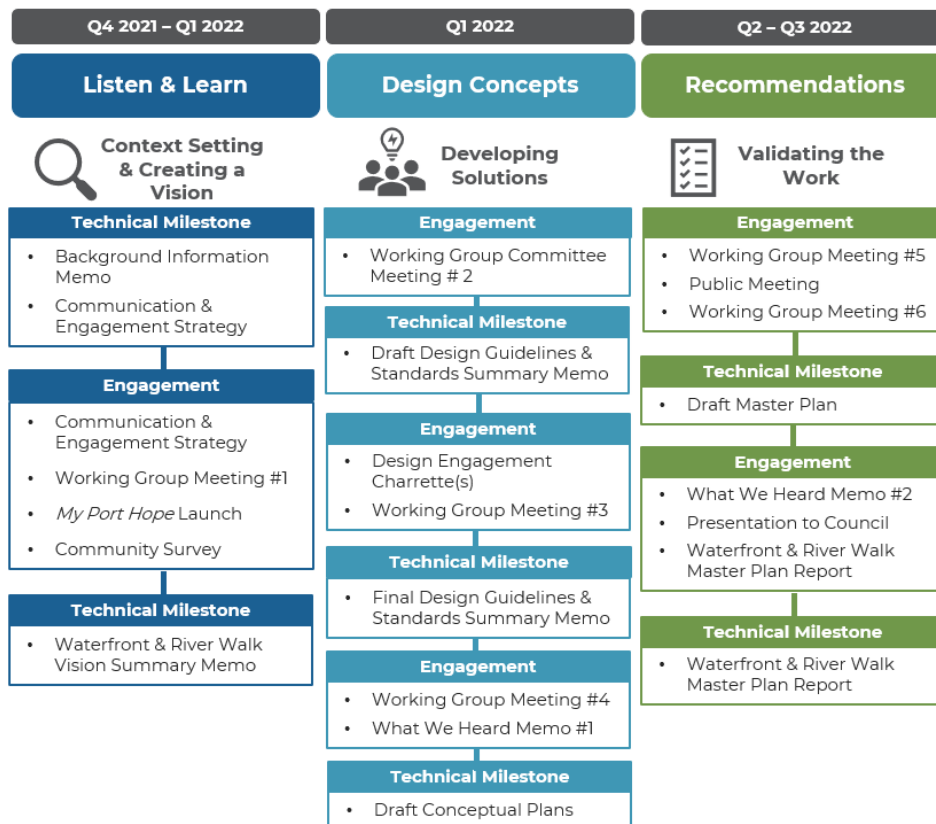 Q4 2021 – Q1 2022
Listen & Learn
Context Setting
& Creating a
Vision
Technical Milestone
• Background Information
Memo
• Communication &
Engagement Strategy
Engagement
• Communication &
Engagement Strategy
• Working Group Meeting #1
• My Port Hope Launch
• Community Survey
Technical Milestone
• Waterfront & River Walk
Vision Summary Memo
Q1 2022
Design Concepts
Developing
Solutions
Engagement
• Working Group Committee
Meeting # 2
Technical Milestone
• Draft Design Guidelines &
Standards Summary Memo
Engagement
• Design Engagement
Charrette(s)
• Working Group Meeting #3
Technical Milestone
• Final Design Guidelines &
Standards Summary Memo
Engagement
• Working Group Meeting #4
• What We Heard Memo #1
Technical Milestone
• Draft Conceptual Plans
Q2 – Q3 2022
Recommendations
Validating the
Work
Engagement
• Working Group Meeting #5
• Public Meeting
• Working Group Meeting #6
Technical Milestone
• Draft Master Plan
Engagement
• What We Heard Memo #2
• Presentation to Council
• Waterfront & River Walk
Master Plan Report
Technical Milestone
• Waterfront & River Walk
Master Plan Report